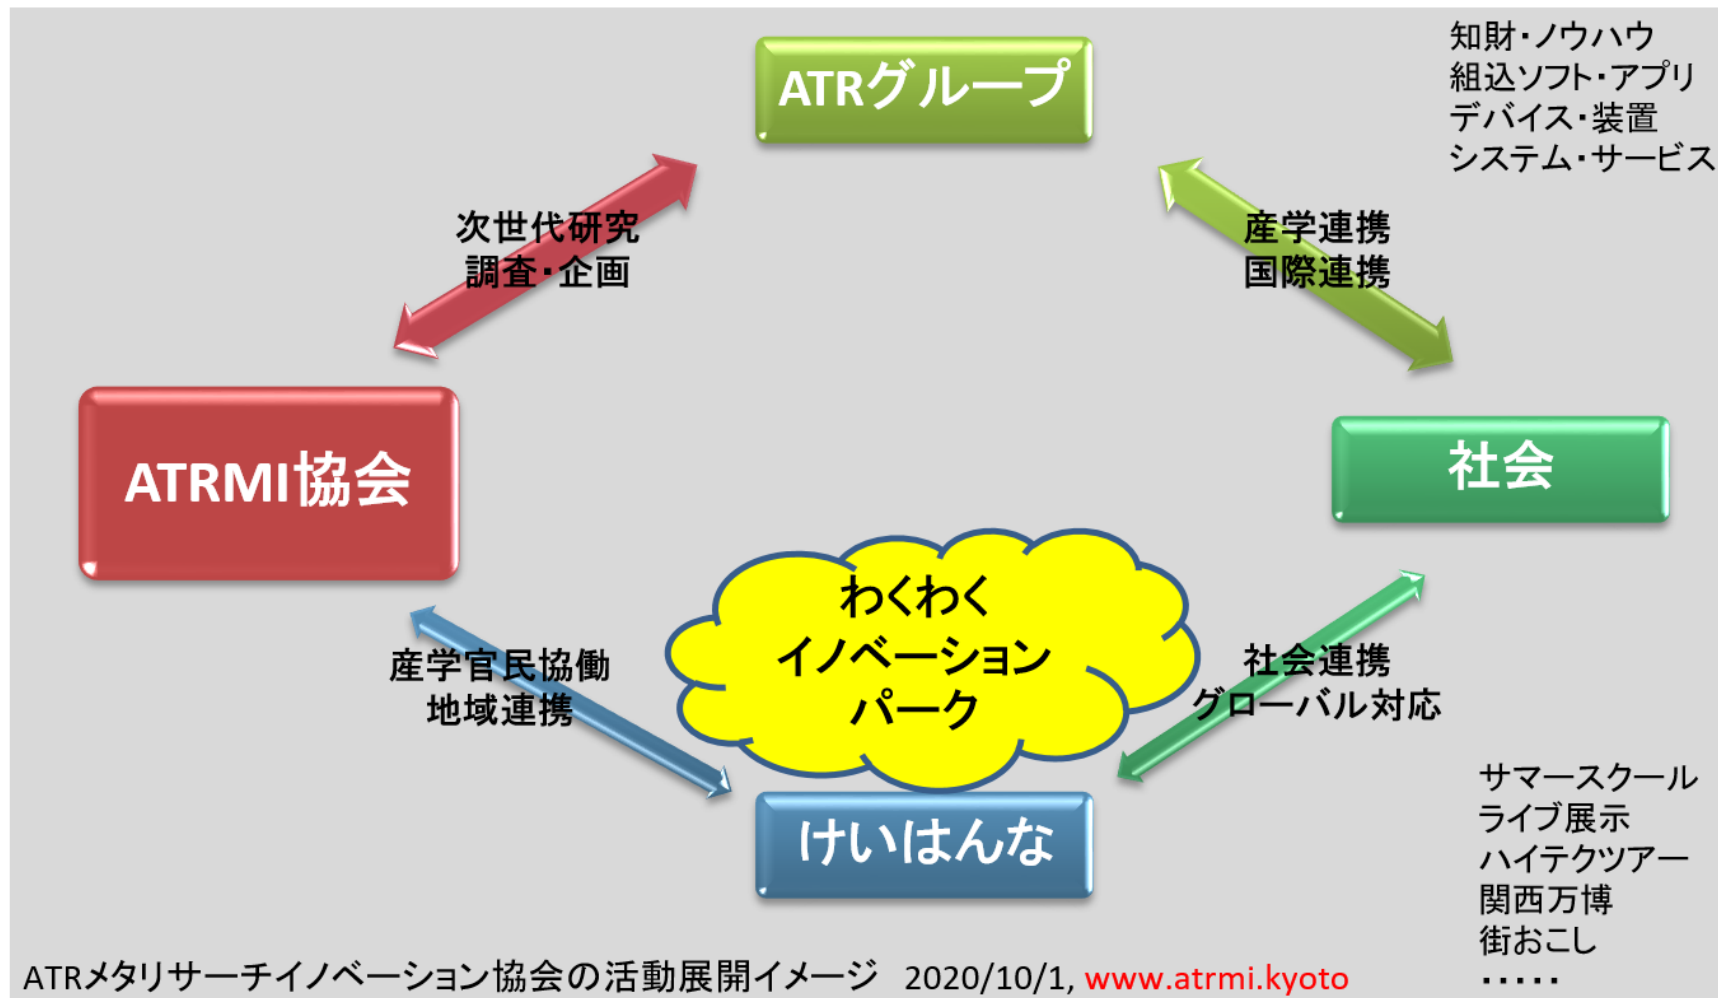 ATRグループ
知財・ノウハウ
組込ソフト・アプリ
デバイス・装置
システム・サービス
次世代研究
調査・企画
産学連携
国際連携
ATRMI協会
社会
わくわく
イノベーション
パーク
産学官民協働
地域連携
社会連携
グローバル対応
けいはんな
サマースクール
ライブ展示
ハイテクツアー
関西万博
街おこし
・・・・・
ATRメタリサーチイノベーション協会の活動展開イメージ 2020/10/1, www.atrmi.kyoto